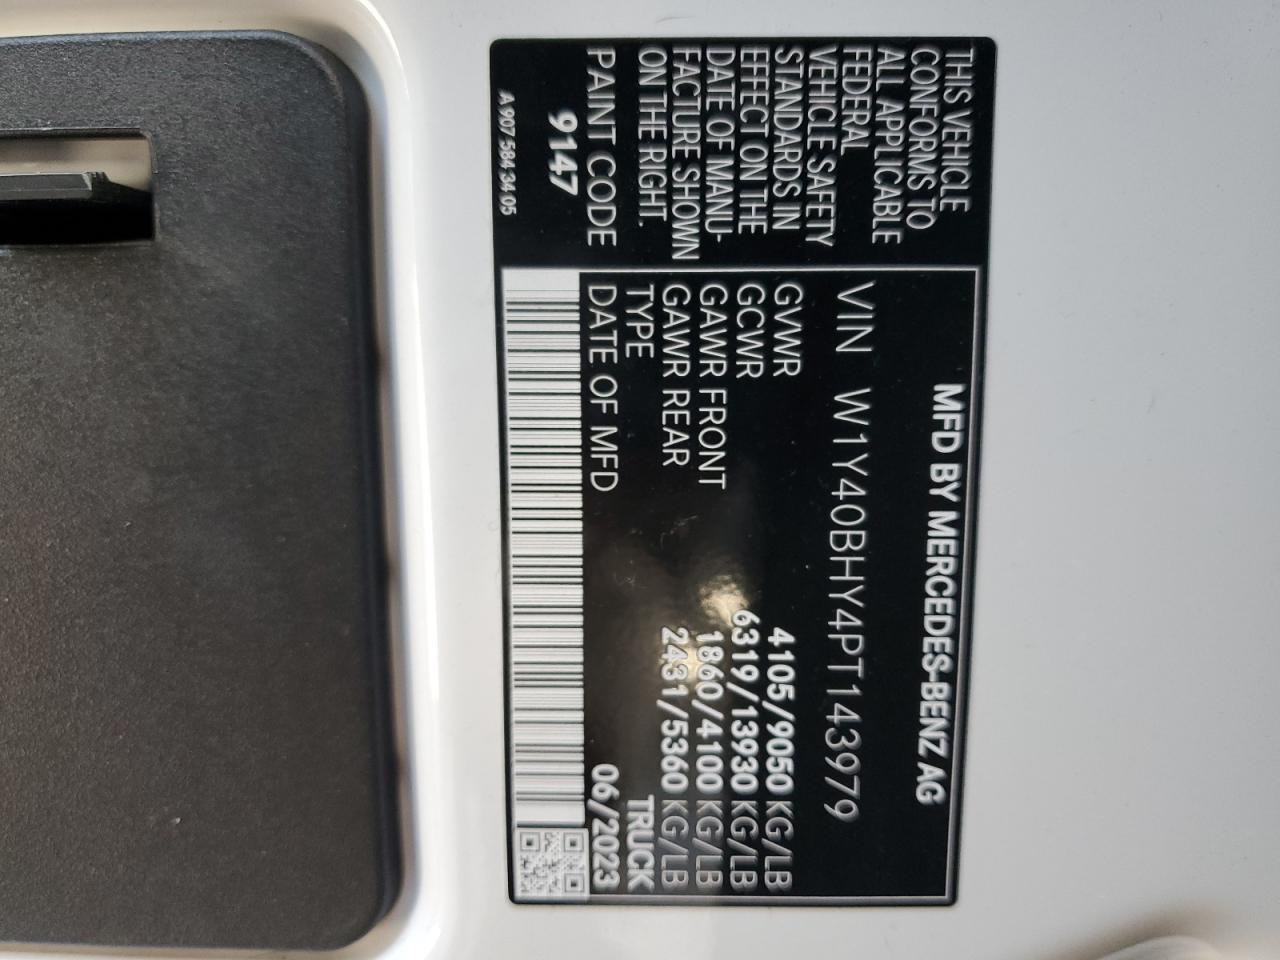 THIS VEHICLE
CONFORMS TO
ALL APPLICABLE
FEDERAL
VEHICLE SAFETY
STANDARDS IN
EFFECT ON THE
DATE OF MANU-
FACTURE SHOWN
ON THE RIGHT.
PAINT CODE
9147
A 907 584 34 05
MFD BY MERCEDES-BENZ AG
VIN W1Y40BHY4PT143979
GVWR 4105/9050 KG/LB
GCWR 6319/13930 KG/LB
GAWR FRONT 1860/4100 KG/LB
GAWR REAR 2431/5360 KG/LB
TYPE TRUCK
DATE OF MFD 06/2023